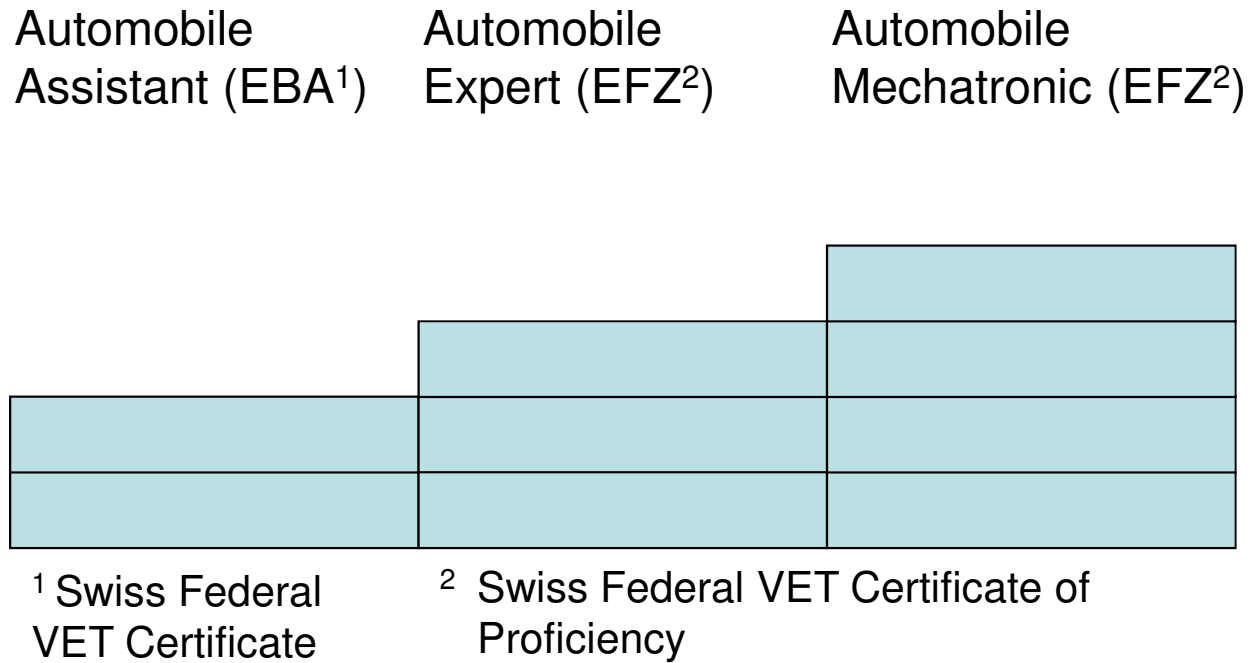 Automobile
Assistant (EBA¹)
Automobile
Expert (EFZ²)
Automobile
Mechatronic (EFZ²)
¹ Swiss Federal
VET Certificate
² Swiss Federal VET Certificate of
Proficiency